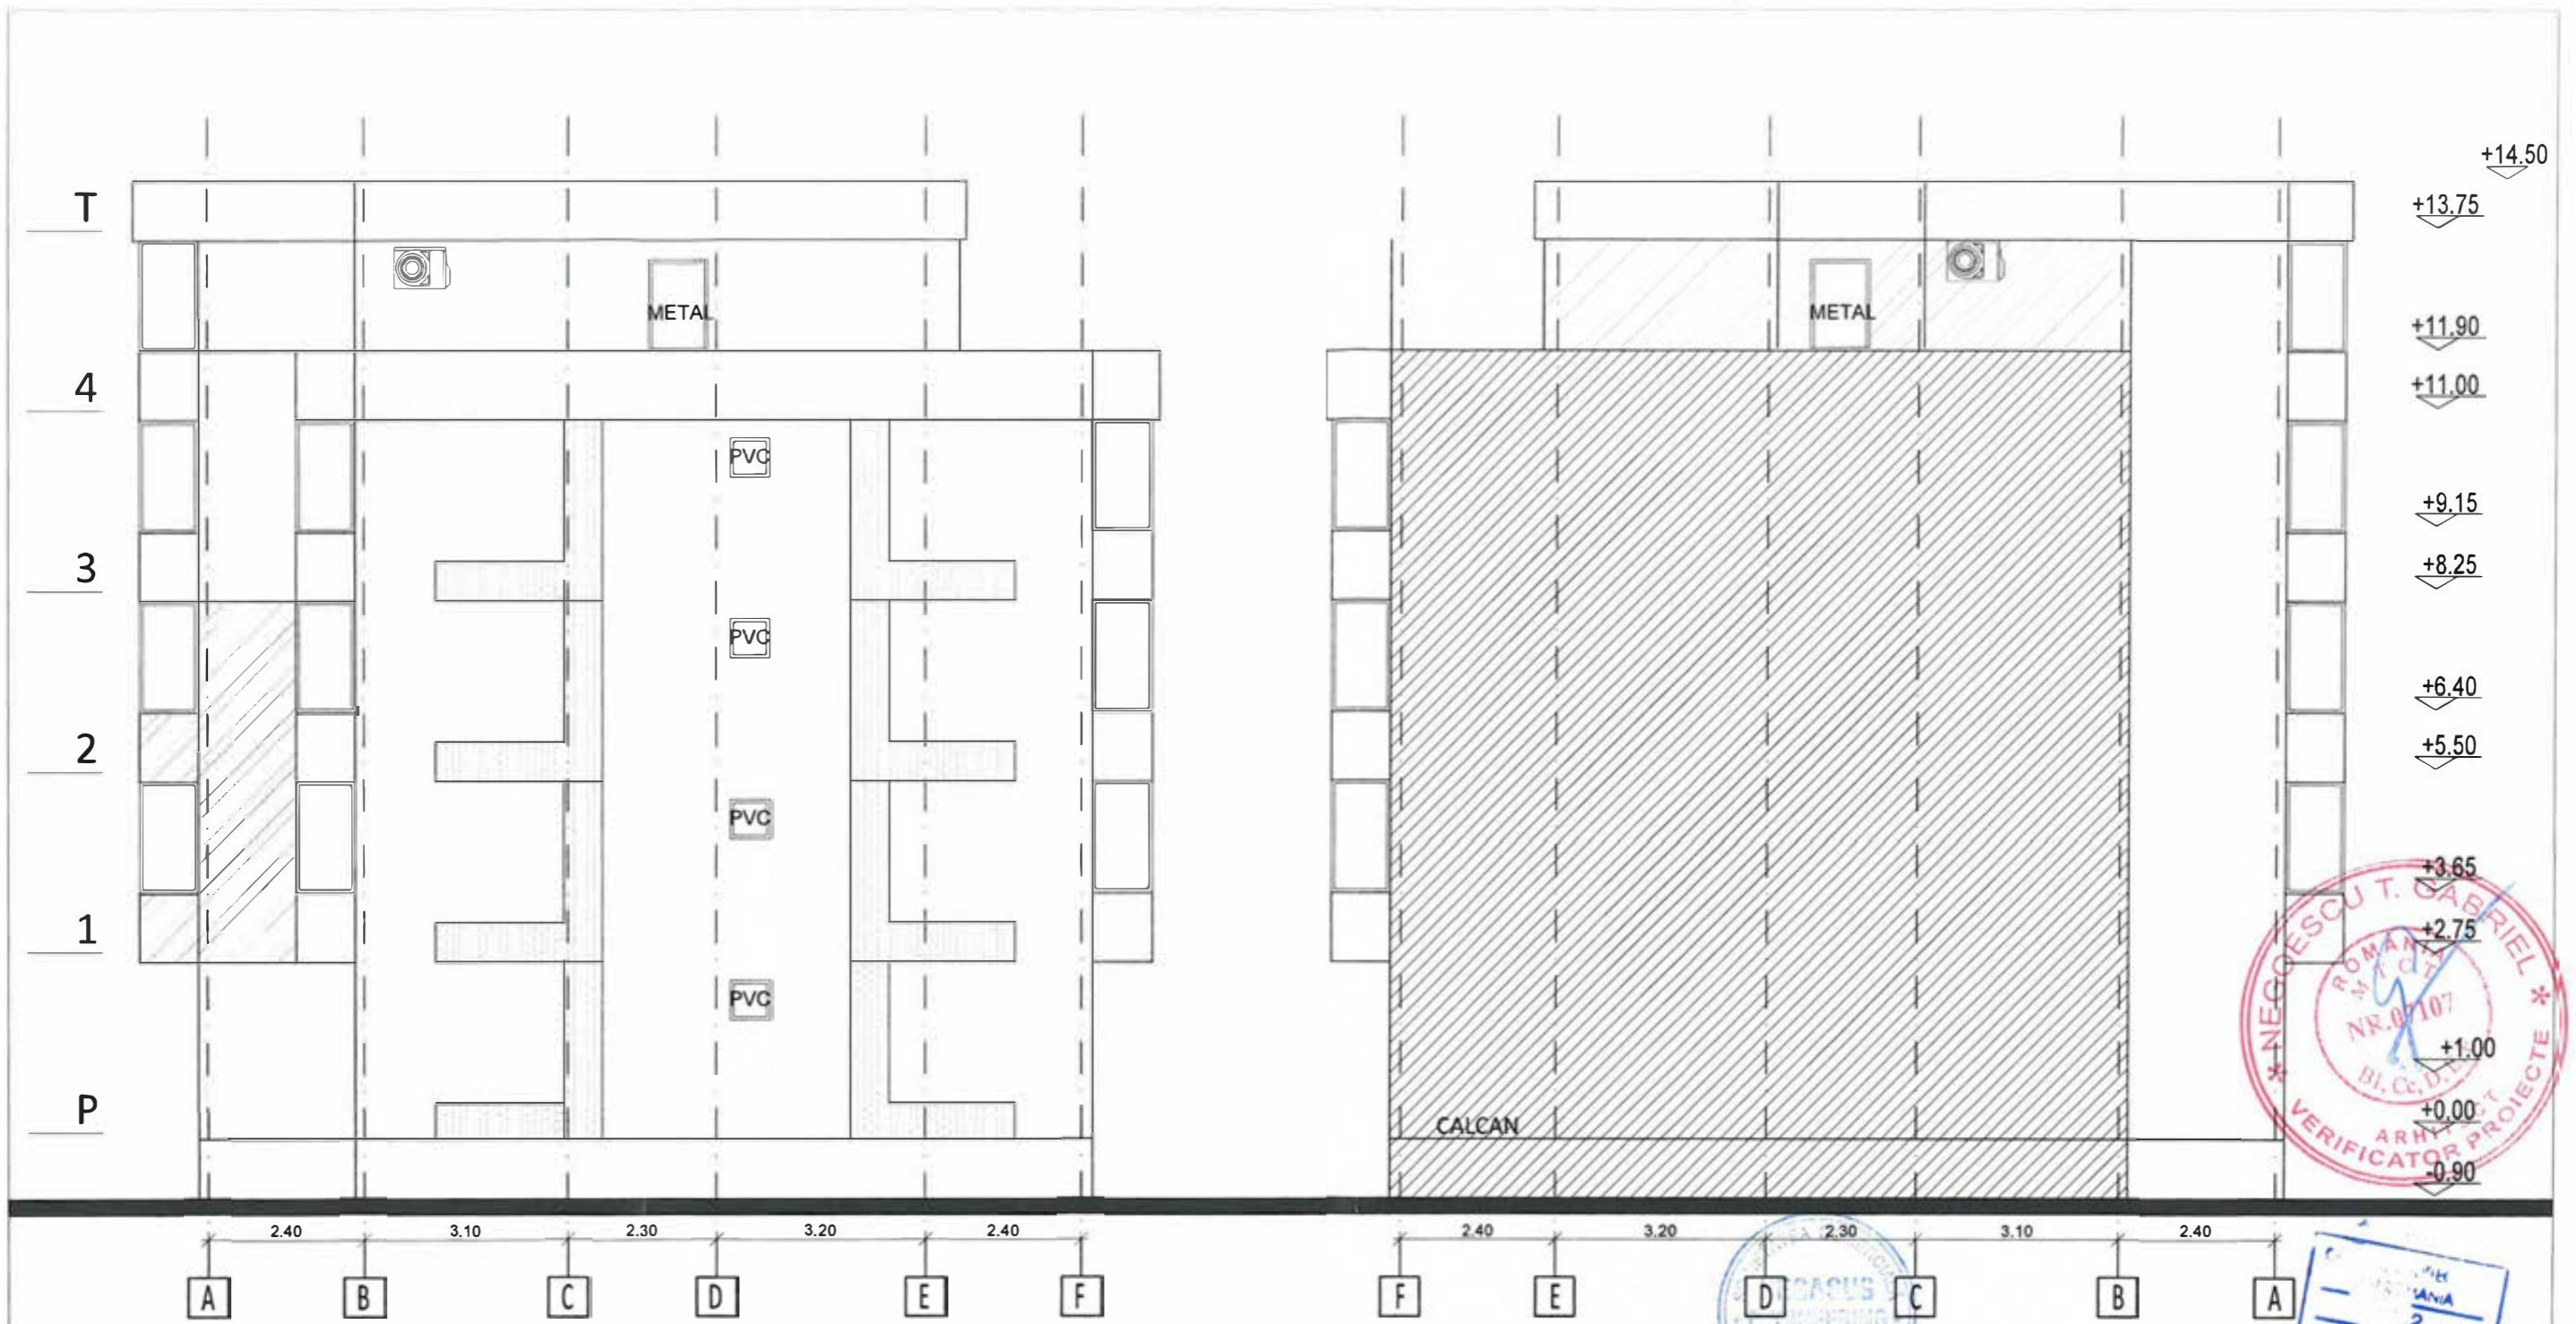 T
4
3
2
1
P
METAL
PVC
PVC
PVC
PVC
METAL
CALCAN
+14.50
+13.75
+11.90
+11.00
+9.15
+8.25
+6.40
+5.50
+3.65
+2.75
+1.00
+0,00
-0.90
* NEGOESCU T. GABRIEL *
VERIFICATOR PROIECTE
ROMANIA
NR.07107
ARHITECT
2.40 3.10 2.30 3.20 2.40
A B C D E F
2.40 3.20 2.30 3.10 2.40
F E D C B A